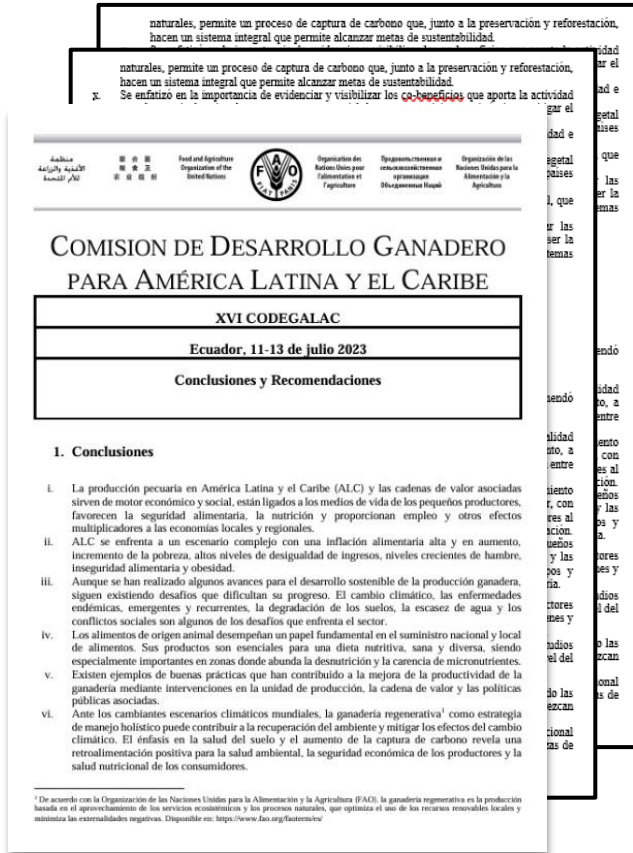 naturales, permite un proceso de captura de carbono que, junto a la preservación y reforestación,
hacen un sistema integral que permite alcanzar metas de sustentabilidad.
naturales, permite un proceso de captura de carbono que, junto a la preservación y reforestación,
hacen un sistema integral que permite alcanzar metas de sustentabilidad.
x. Se enfatizó en la importancia de evidenciar y visibilizar los co-beneficios que aporta la actividad
منظمة الأغذية والزراعة للأمم المتحدة
联合国粮食及农业组织
Food and Agriculture Organization of the United Nations
FAO
FIAT PANIS
Organisation des Nations Unies pour l'alimentation et l'agriculture
Продовольственная и сельскохозяйственная организация Объединенных Наций
Organización de las Naciones Unidas para la Alimentación y la Agricultura
COMISION DE DESARROLLO GANADERO
PARA AMÉRICA LATINA Y EL CARIBE
XVI CODEGALAC
Ecuador, 11-13 de julio 2023
Conclusiones y Recomendaciones
1. Conclusiones
i. La producción pecuaria en América Latina y el Caribe (ALC) y las cadenas de valor asociadas
sirven de motor económico y social, están ligados a los medios de vida de los pequeños productores,
favorecen la seguridad alimentaria, la nutrición y proporcionan empleo y otros efectos
multiplicadores a las economías locales y regionales.
ii. ALC se enfrenta a un escenario complejo con una inflación alimentaria alta y en aumento,
incremento de la pobreza, altos niveles de desigualdad de ingresos, niveles crecientes de hambre,
inseguridad alimentaria y obesidad.
iii. Aunque se han realizado algunos avances para el desarrollo sostenible de la producción ganadera,
siguen existiendo desafíos que dificultan su progreso. El cambio climático, las enfermedades
endémicas, emergentes y recurrentes, la degradación de los suelos, la escasez de agua y los
conflictos sociales son algunos de los desafíos que enfrenta el sector.
iv. Los alimentos de origen animal desempeñan un papel fundamental en el suministro nacional y local
de alimentos. Sus productos son esenciales para una dieta nutritiva, sana y diversa, siendo
especialmente importantes en zonas donde abunda la desnutrición y la carencia de micronutrientes.
v. Existen ejemplos de buenas prácticas que han contribuido a la mejora de la productividad de la
ganadería mediante intervenciones en la unidad de producción, la cadena de valor y las políticas
públicas asociadas.
vi. Ante los cambiantes escenarios climáticos mundiales, la ganadería regenerativa¹ como estrategia
de manejo holístico puede contribuir a la recuperación del ambiente y mitigar los efectos del cambio
climático. El énfasis en la salud del suelo y el aumento de la captura de carbono revela una
retroalimentación positiva para la salud ambiental, la seguridad económica de los productores y la
salud nutricional de los consumidores.
¹ De acuerdo con la Organización de las Naciones Unidas para la Alimentación y la Agricultura (FAO), la ganadería regenerativa es la producción
basada en el aprovechamiento de los servicios ecosistémicos y los procesos naturales, que optimiza el uso de los recursos renovables locales y
minimiza las externalidades negativas. Disponible en: https://www.fao.org/faoterm/es/